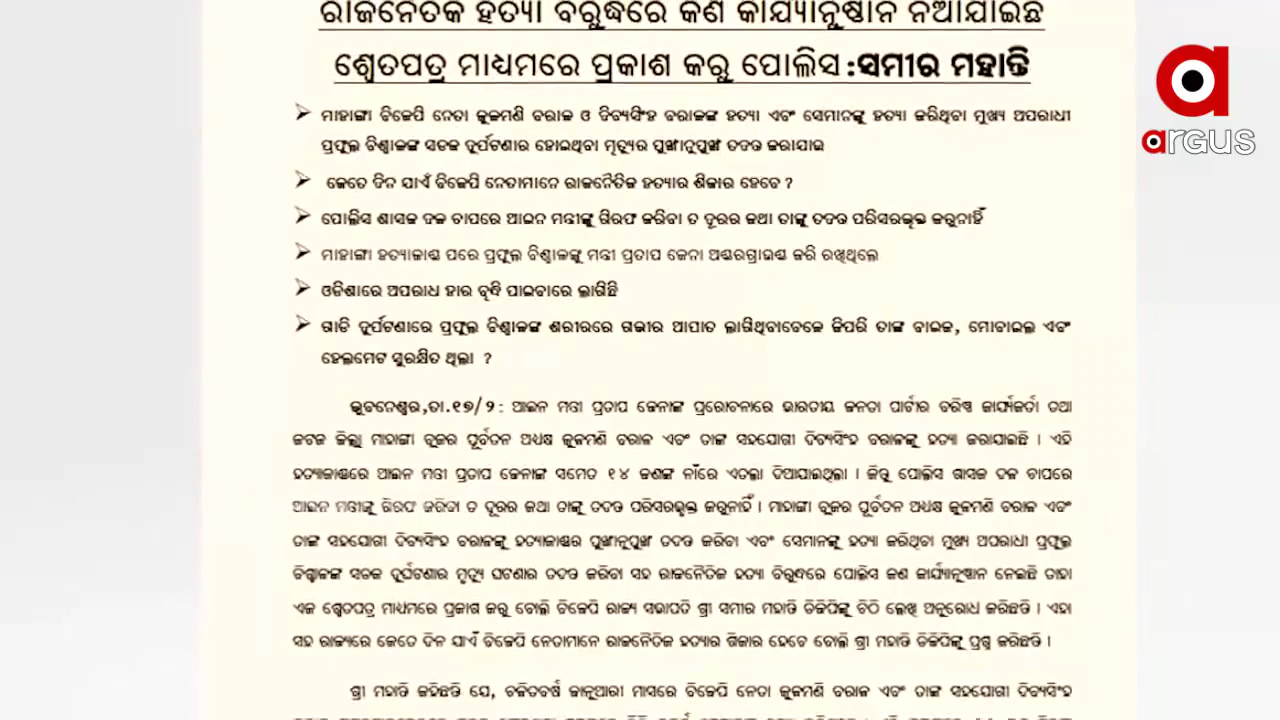 ରାଜନୈତିକ ହତ୍ୟା ବିରୁଦ୍ଧରେ କଣ କାର୍ଯ୍ୟାନୁଷ୍ଠାନ ନିଆଯାଇଛି
ଶ୍ୱେତପତ୍ର ମାଧ୍ୟମରେ ପ୍ରକାଶ କରୁ ପୋଲିସ :ସମୀର ମହାନ୍ତି
argus
➢ ମାହାଙ୍ଗା ବିଜେପି ନେତା କୁଳମଣି ବରାଳ ଓ ଦିବ୍ୟସିଂହ ବରାଳଙ୍କ ହତ୍ୟା ଏବଂ ସେମାନଙ୍କୁ ହତ୍ୟା କରିଥିବା ମୁଖ୍ୟ ଅପରାଧୀ
ପ୍ରଫୁଲ ବିଶ୍ୱାଳଙ୍କ ସଡକ ଦୁର୍ଘଟଣାର ହୋଇଥିବା ମୃତ୍ୟୁର ପୁଙ୍ଖାନୁପୁଙ୍ଖ ତଦନ୍ତ କରାଯାଇ
➢ କେତେ ଦିନ ଯାଏଁ ବିଜେପି ନେତାମାନେ ରାଜନୈତିକ ହତ୍ୟାର ଶିକାର ହେବେ ?
➢ ପୋଲିସ ଶାସକ ଦଳ ଚାପରେ ଆଇନ ମନ୍ତ୍ରୀଙ୍କୁ ଗିରଫ କରିବା ତ ଦୂରର କଥା ତାଙ୍କୁ ତଦନ୍ତ ପରିସରଭୁକ୍ତ କରୁନାହିଁ
➢ ମାହାଙ୍ଗା ହତ୍ୟାକାଣ୍ଡ ପରେ ପ୍ରଫୁଲ ବିଶ୍ୱାଳଙ୍କୁ ମନ୍ତ୍ରୀ ପ୍ରତାପ ଜେନା ଅଣ୍ଡରଗ୍ରାଉଣ୍ଡ କରି ରଖିଥିଲେ
➢ ଓଡିଶାରେ ଅପରାଧ ହାର ବୃଦ୍ଧି ପାଇବାରେ ଲାଗିଛି
➢ ଗାଡି ଦୁର୍ଘଟଣାରେ ପ୍ରଫୁଲ ବିଶ୍ୱାଳଙ୍କ ଶରୀରରେ ଗଭୀର ଆଘାତ ଲାଗିଥିବାବେଳେ କିପରି ତାଙ୍କ ବାଇକ, ମୋବାଇଲ ଏବଂ
ହେଲମେଟ ସୁରକ୍ଷିତ ଥିଲା ?
ଭୁବନେଶ୍ୱର,ତା.୧୭/୨: ଆଇନ ମନ୍ତ୍ରୀ ପ୍ରତାପ ଜେନାଙ୍କ ପ୍ରରୋଚନାରେ ଭାରତୀୟ ଜନତା ପାର୍ଟୀର ବରିଷ୍ଠ କାର୍ଯ୍ୟକର୍ତା ତଥା
କଟକ ଜିଲ୍ଲା ମାହାଙ୍ଗା ବ୍ଲକର ପୂର୍ବତନ ଅଧ୍ୟକ୍ଷ କୁଳମଣି ବରାଳ ଏବଂ ତାଙ୍କ ସହଯୋଗୀ ଦିବ୍ୟସିଂହ ବରାଳଙ୍କୁ ହତ୍ୟା କରାଯାଇଛି । ଏହି
ହତ୍ୟାକାଣ୍ଡରେ ଆଇନ ମନ୍ତ୍ରୀ ପ୍ରତାପ ଜେନାଙ୍କ ସମେତ ୧୪ ଜଣଙ୍କ ନାଁରେ ଏତଲା ଦିଆଯାଇଥିଲା । କିନ୍ତୁ ପୋଲିସ ଶାସକ ଦଳ ଚାପରେ
ଆଇନ ମନ୍ତ୍ରୀଙ୍କୁ ଗିରଫ କରିବା ତ ଦୂରର କଥା ତାଙ୍କୁ ତଦନ୍ତ ପରିସରଭୁକ୍ତ କରୁନାହିଁ । ମାହାଙ୍ଗା ବ୍ଲକର ପୂର୍ବତନ ଅଧ୍ୟକ୍ଷ କୁଳମଣି ବରାଳ ଏବଂ
ତାଙ୍କ ସହଯୋଗୀ ଦିବ୍ୟସିଂହ ବରାଳଙ୍କୁ ହତ୍ୟାକାଣ୍ଡର ପୁଙ୍ଖାନୁପୁଙ୍ଖ ତଦନ୍ତ କରିବା ଏବଂ ସେମାନଙ୍କୁ ହତ୍ୟା କରିଥିବା ମୁଖ୍ୟ ଅପରାଧୀ ପ୍ରଫୁଲ
ବିଶ୍ୱାଳଙ୍କ ସଡକ ଦୁର୍ଘଟଣାର ମୃତ୍ୟୁ ଘଟଣାର ତଦନ୍ତ କରିବା ସହ ରାଜନୈତିକ ହତ୍ୟା ବିରୁଦ୍ଧରେ ପୋଲିସ କଣ କାର୍ଯ୍ୟାନୁଷ୍ଠାନ ନେଇଛି ତାହା
ଏକ ଶ୍ୱେତପତ୍ର ମାଧ୍ୟମରେ ପ୍ରକାଶ କରୁ ବୋଲି ବିଜେପି ରାଜ୍ୟ ସଭାପତି ଶ୍ରୀ ସମୀର ମହାନ୍ତି ଡିଜିପିଙ୍କୁ ଚିଠି ଲେଖି ଅନୁରୋଧ କରିଛନ୍ତି । ଏହା
ସହ ରାଜ୍ୟରେ କେତେ ଦିନ ଯାଏଁ ବିଜେପି ନେତାମାନେ ରାଜନୈତିକ ହତ୍ୟାର ଶିକାର ହେବେ ବୋଲି ଶ୍ରୀ ମହାନ୍ତି ଡିଜିପିଙ୍କୁ ପ୍ରଶ୍ନ କରିଛନ୍ତି ।
ଶ୍ରୀ ମହାନ୍ତି କହିଛନ୍ତି ଯେ, ଚଳିତବର୍ଷ ଜାନୁଆରୀ ମାସରେ ବିଜେପି ନେତା କୁଳମଣି ବରାଳ ଏବଂ ତାଙ୍କ ସହଯୋଗୀ ଦିବ୍ୟସିଂହ